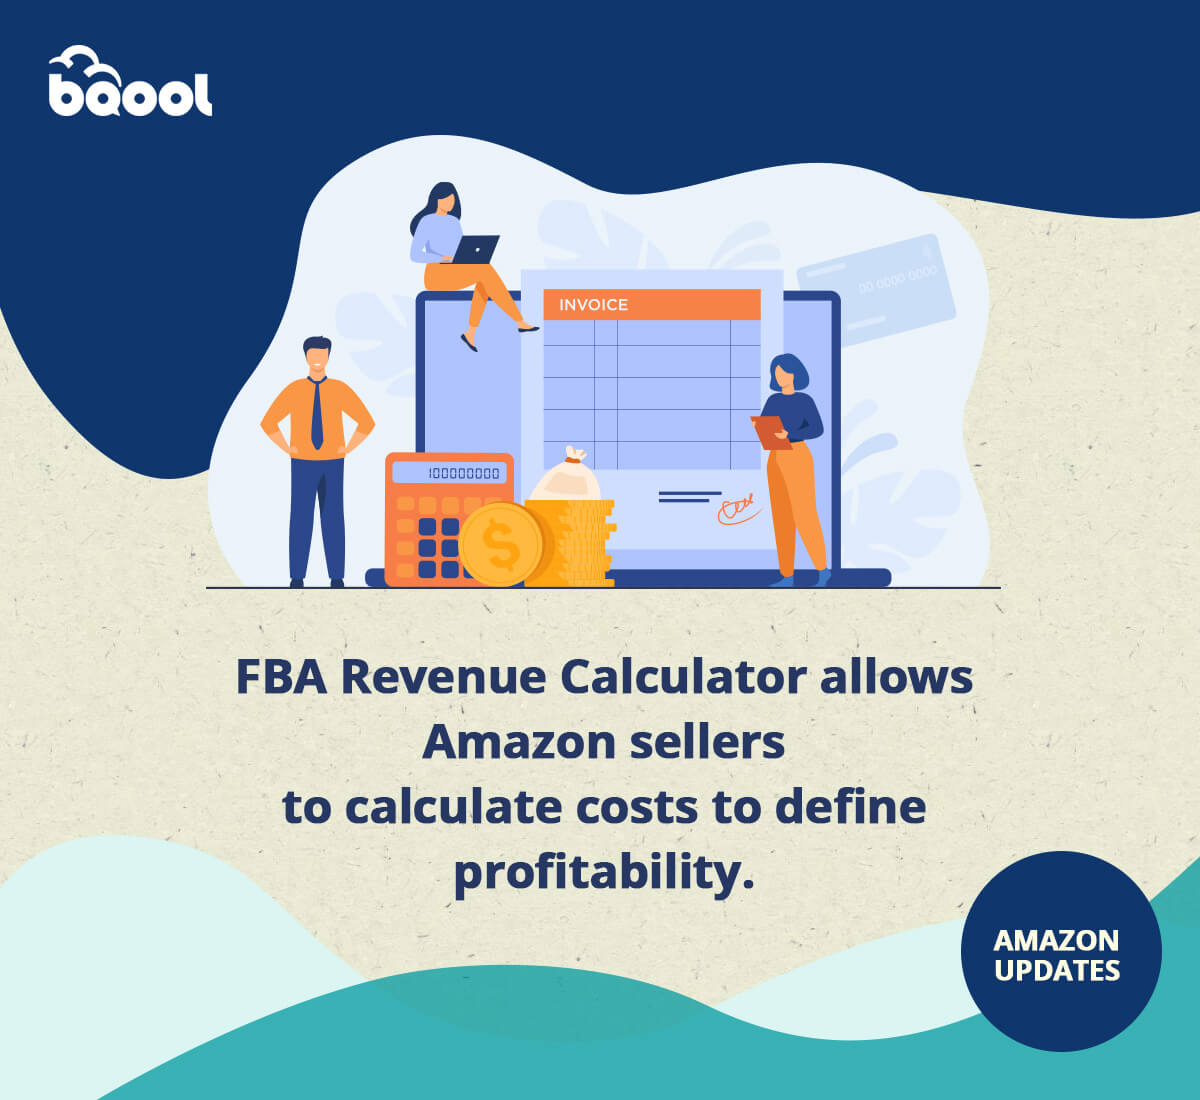 bqool
INVOICE
00 0000 0000
100000000
FBA Revenue Calculator allows
Amazon sellers
to calculate costs to define
profitability.
AMAZON
UPDATES